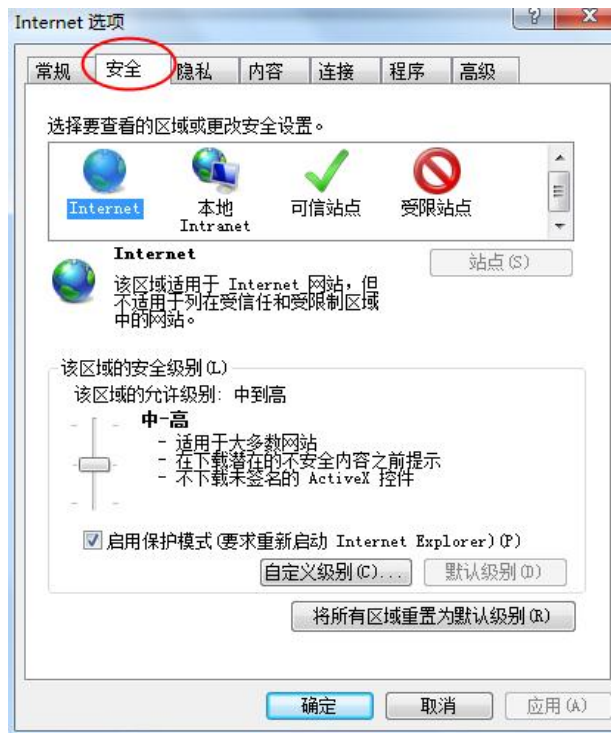 Internet 选项
常规 安全 隐私 内容 连接 程序 高级
选择要查看的区域或更改安全设置。
Internet
本地
Intranet
可信站点
受限站点
Internet
站点(S)
该区域适用于 Internet 网站，但
不适用于列在受信任和受限制区域
中的网站。
该区域的安全级别(L)
该区域的允许级别: 中到高
中-高
- 适用于大多数网站
- 在下载潜在的不安全内容之前提示
- 不下载未签名的 ActiveX 控件
启用保护模式(要求重新启动 Internet Explorer)(P)
自定义级别(C)... 默认级别(D)
将所有区域重置为默认级别(R)
确定 取消 应用(A)